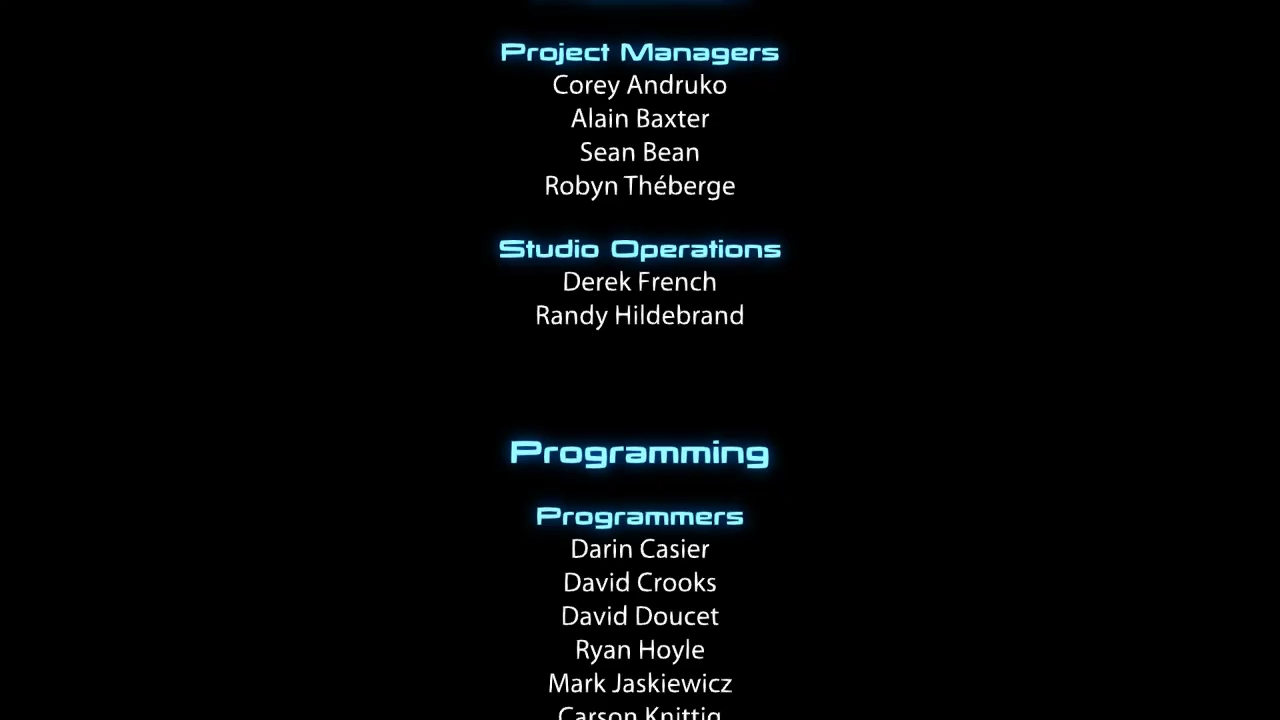 Project Managers
Corey Andruko
Alain Baxter
Sean Bean
Robyn Théberge
Studio Operations
Derek French
Randy Hildebrand
Programming
Programmers
Darin Casier
David Crooks
David Doucet
Ryan Hoyle
Mark Jaskiewicz
Carson Knittig